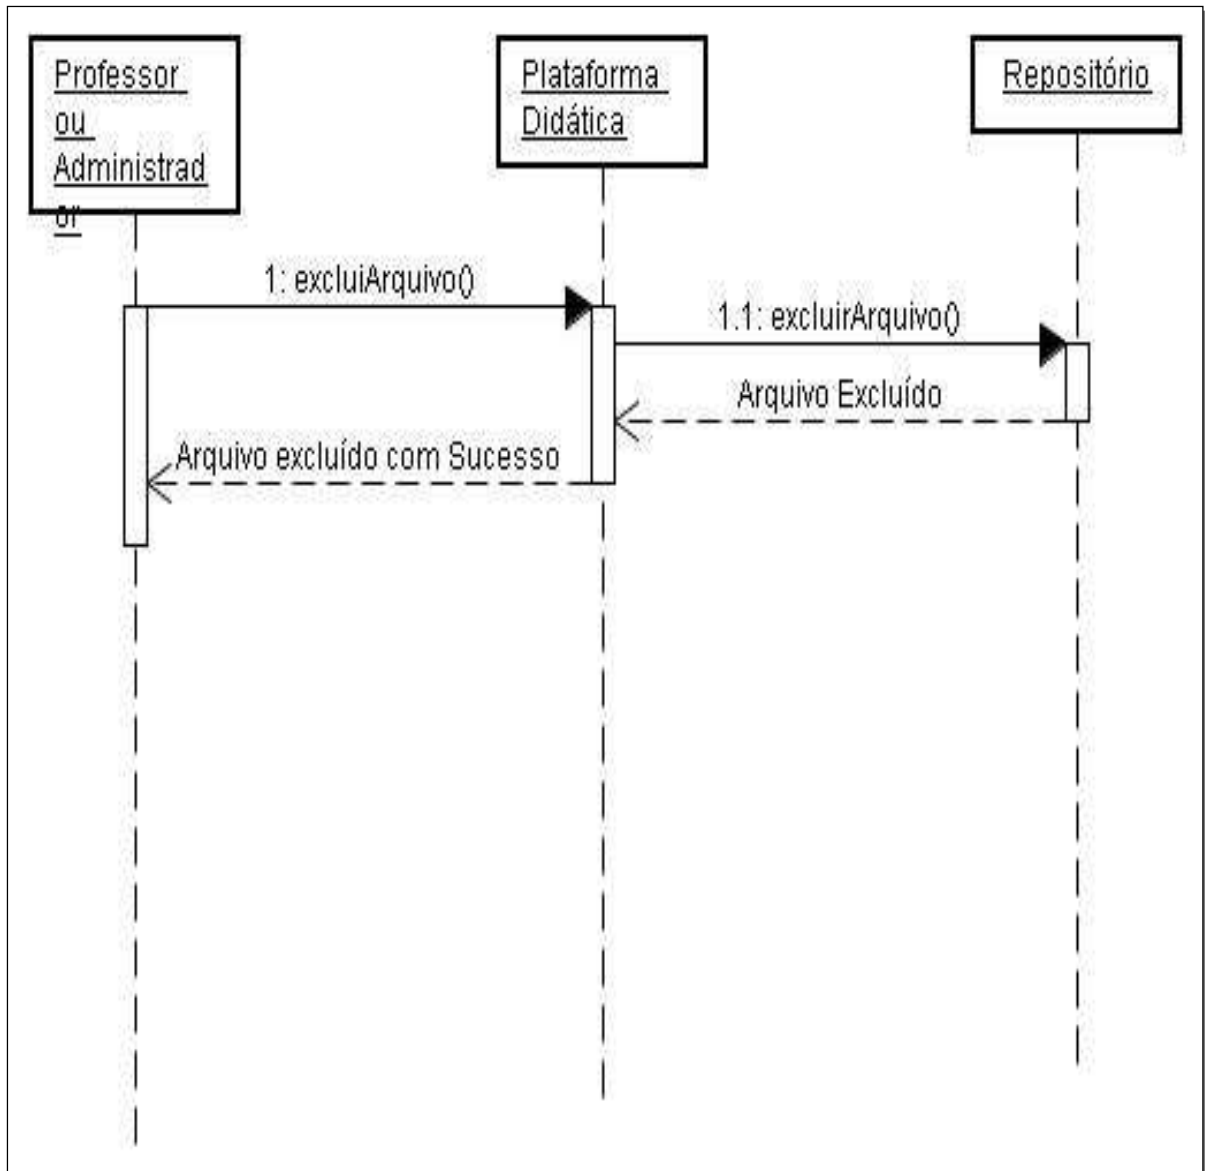 Professor
ou
Administrad
or
Plataforma
Didática
Repositório
1: excluiArquivo()
1.1: excluirArquivo()
Arquivo Excluído
Arquivo excluído com Sucesso